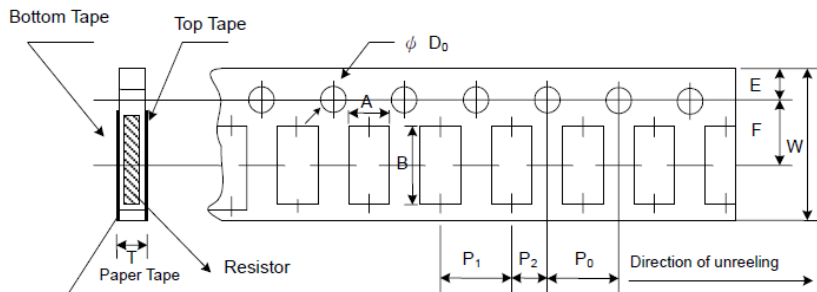 Bottom Tape
Top Tape
ϕ D₀
A
B
E
F
W
T
Paper Tape
Resistor
P₁
P₂
P₀
Direction of unreeling